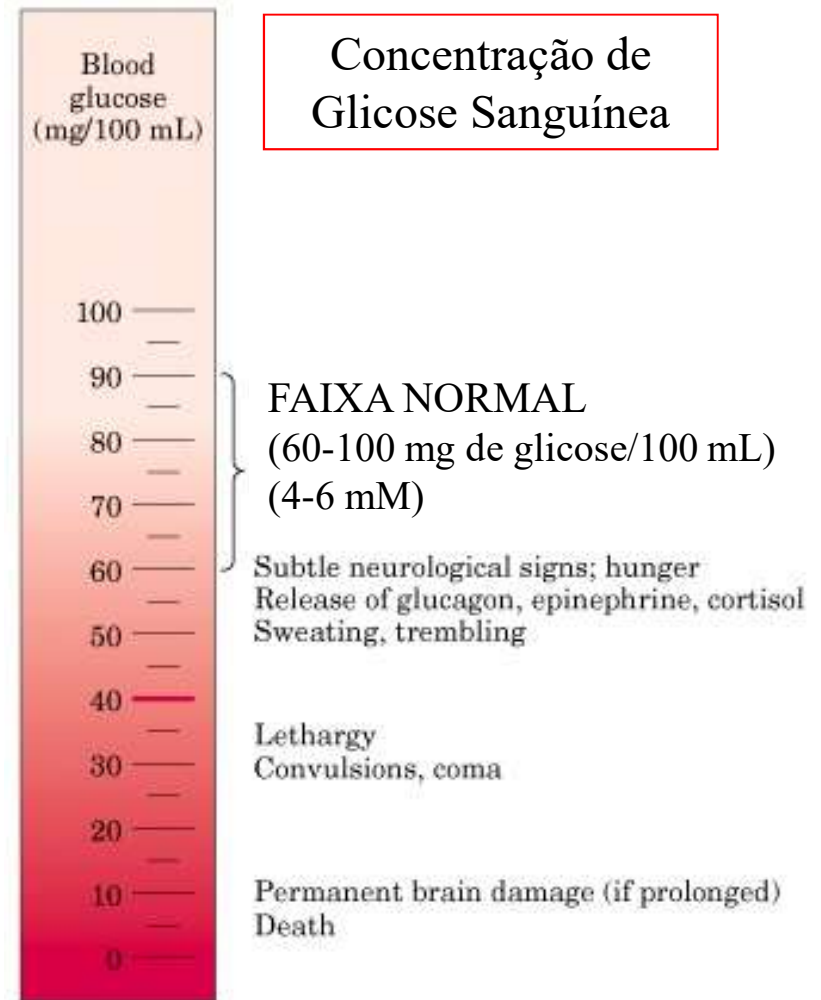 Blood
glucose
(mg/100 mL)
Concentração de
Glicose Sanguínea
100
90
FAIXA NORMAL
80
(60-100 mg de glicose/100 mL)
(4-6 mM)
70
60
Subtle neurological signs; hunger
Release of glucagon, epinephrine, cortisol
50
Sweating, trembling
40
Lethargy
30
Convulsions, coma
20
10
Permanent brain damage (if prolonged)
Death
0